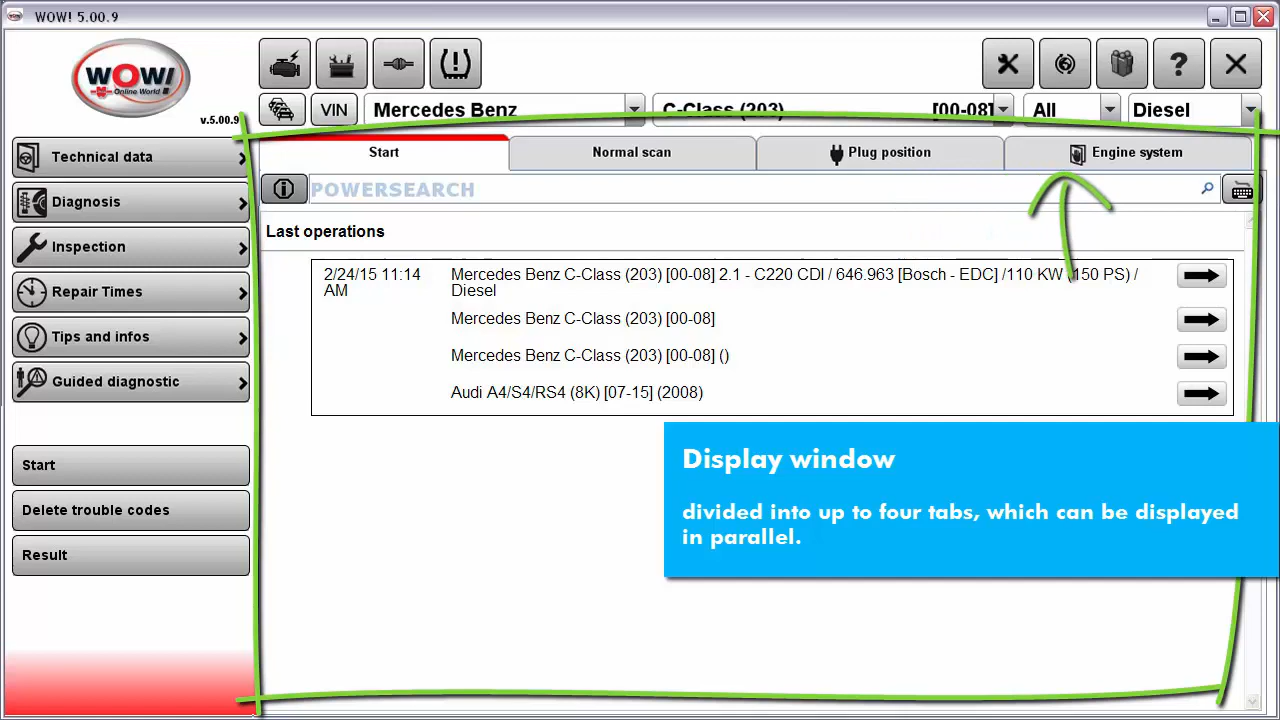 WOW! 5.00.9
WOW!
Online World
v.5.00.9
VIN
Mercedes Benz
C-Class (203) [00-08]
All
Diesel
Technical data
Diagnosis
Inspection
Repair Times
Tips and infos
Guided diagnostic
Start
Delete trouble codes
Result
Start
Normal scan
Plug position
Engine system
POWERSEARCH
Last operations
2/24/15 11:14
AM
Mercedes Benz C-Class (203) [00-08] 2.1 - C220 CDI / 646.963 [Bosch - EDC] /110 KW (150 PS) /
Diesel
Mercedes Benz C-Class (203) [00-08]
Mercedes Benz C-Class (203) [00-08] ()
Audi A4/S4/RS4 (8K) [07-15] (2008)
Display window
divided into up to four tabs, which can be displayed
in parallel.